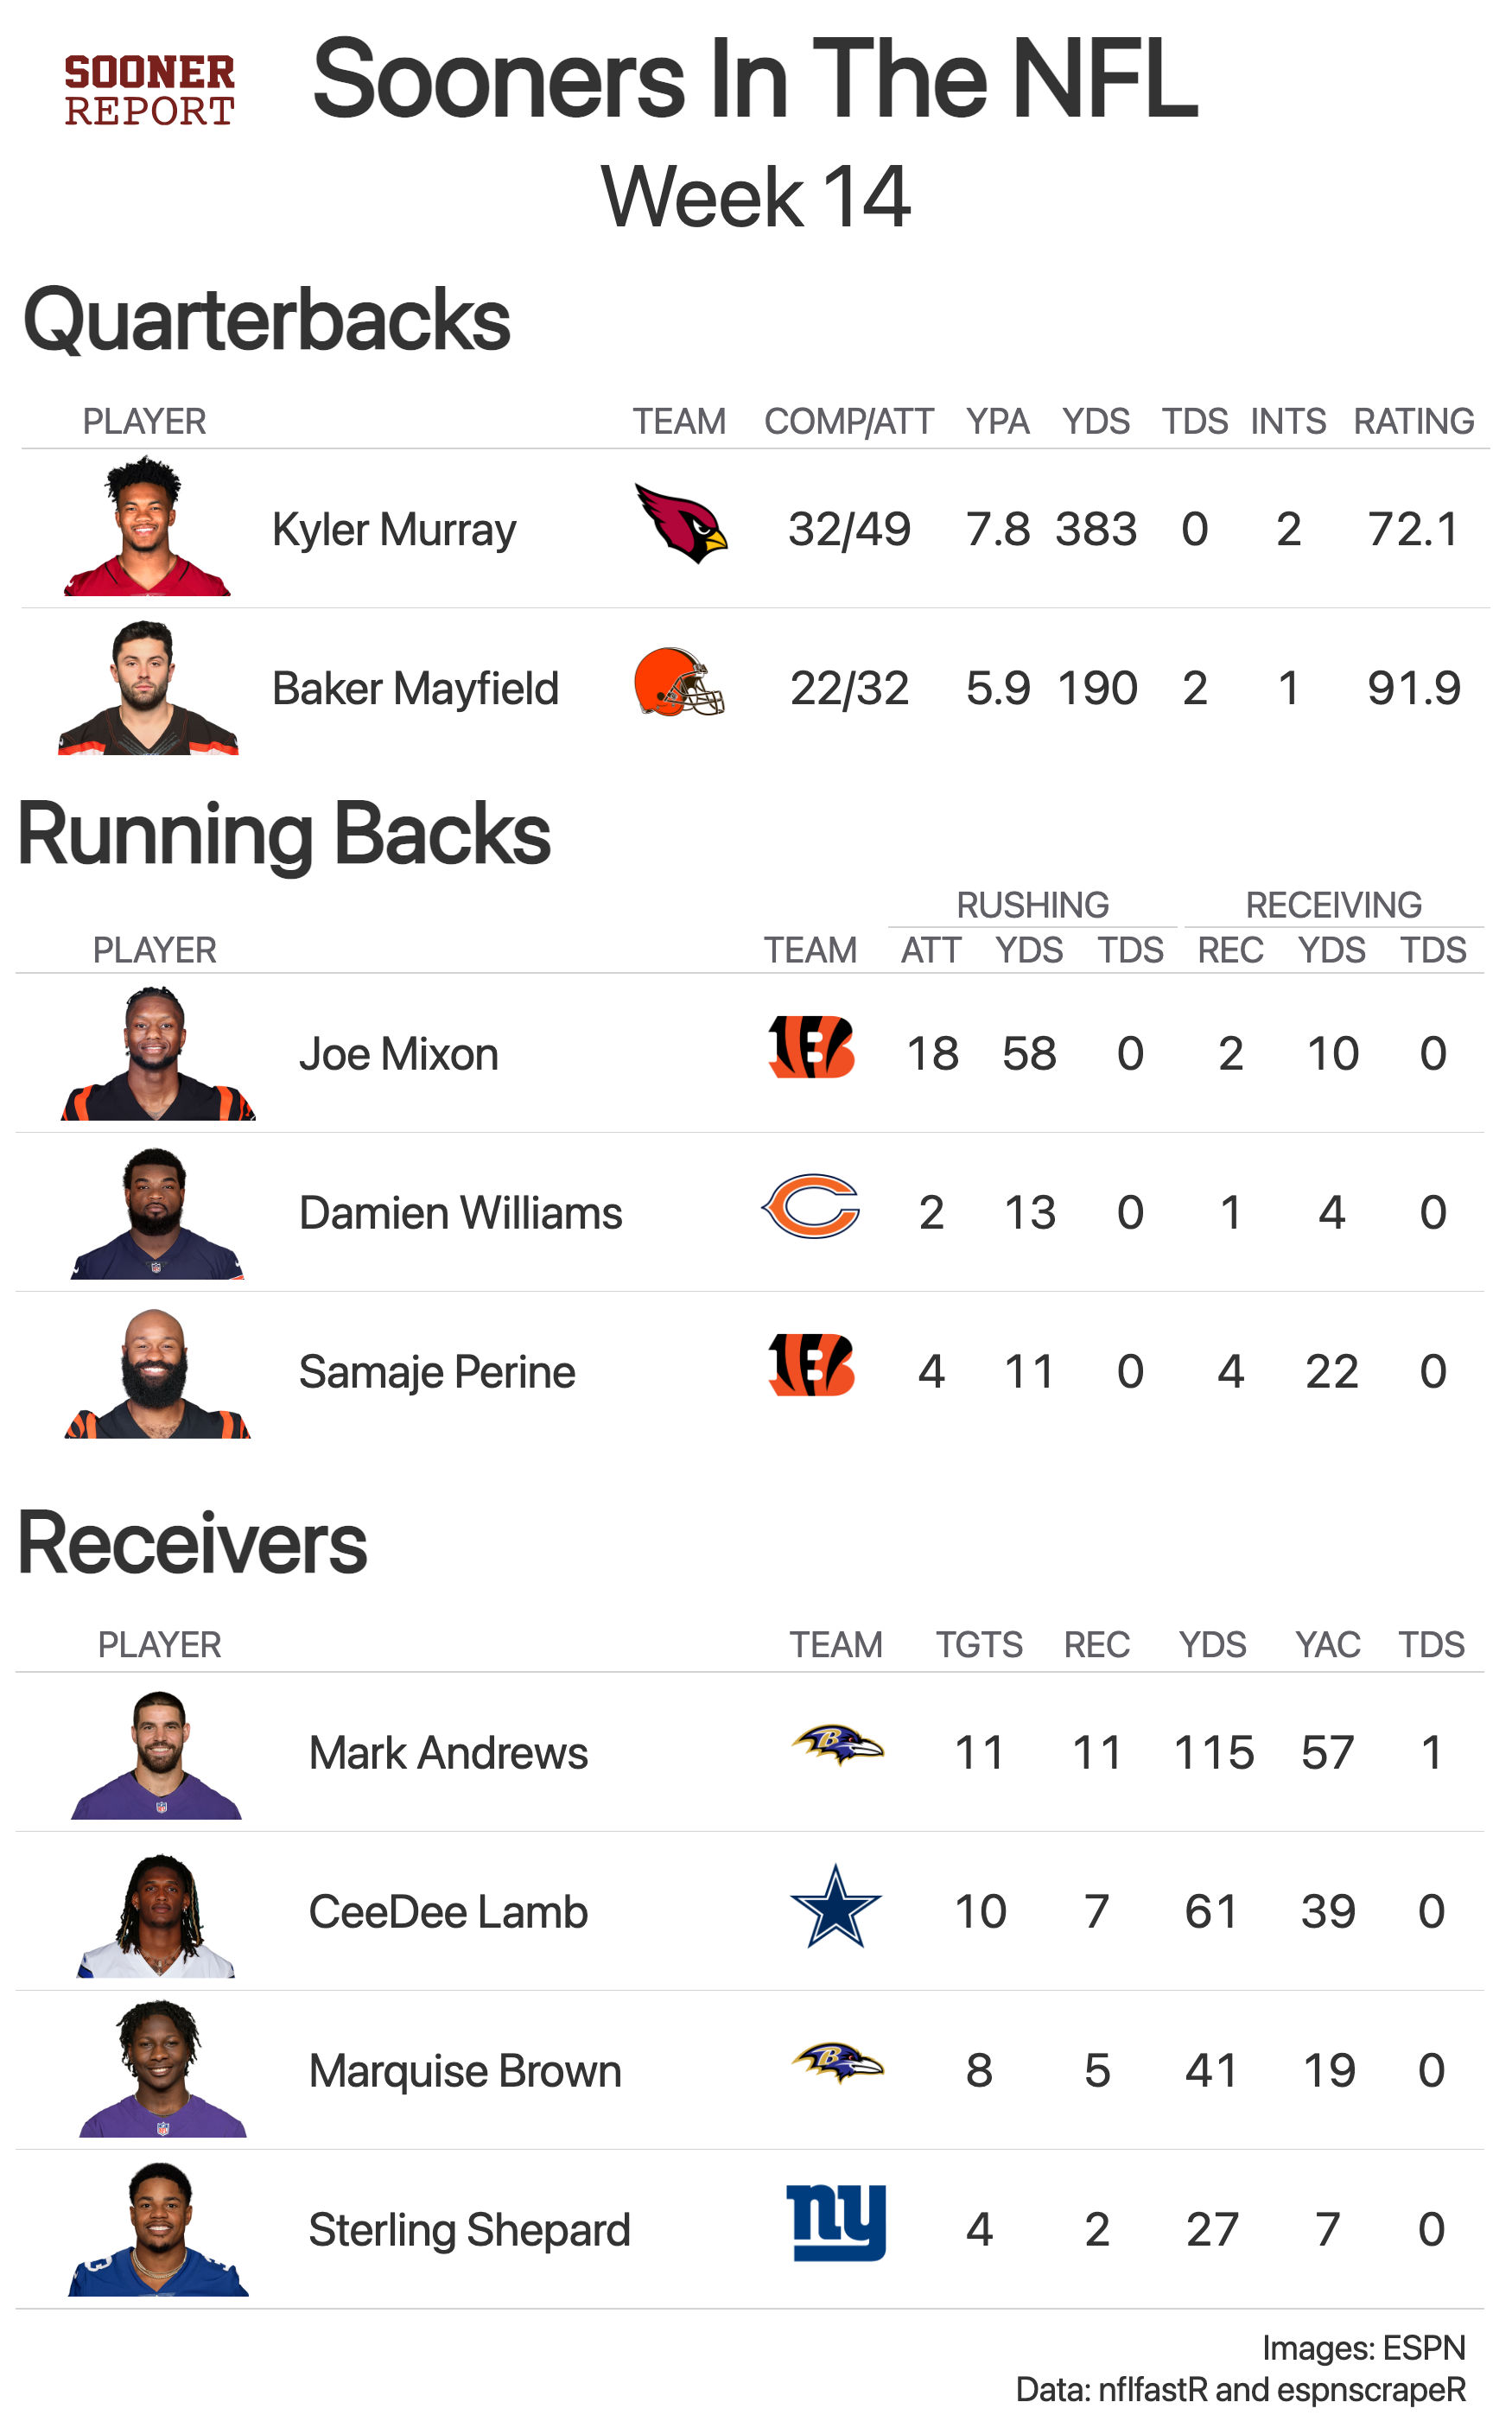 SOONER
REPORT
Sooners In The NFL
Week 14
Quarterbacks
PLAYER TEAM COMP/ATT YPA YDS TDS INTS RATING
Kyler Murray 32/49 7.8 383 0 2 72.1
Baker Mayfield 22/32 5.9 190 2 1 91.9
Running Backs
RUSHING RECEIVING
PLAYER TEAM ATT YDS TDS REC YDS TDS
Joe Mixon B 18 58 0 2 10 0
Damien Williams C 2 13 0 1 4 0
Samaje Perine B 4 11 0 4 22 0
Receivers
PLAYER TEAM TGTS REC YDS YAC TDS
Mark Andrews B 11 11 115 57 1
CeeDee Lamb 10 7 61 39 0
Marquise Brown B 8 5 41 19 0
Sterling Shepard ny 4 2 27 7 0
Images: ESPN
Data: nflfastR and espnscrapeR